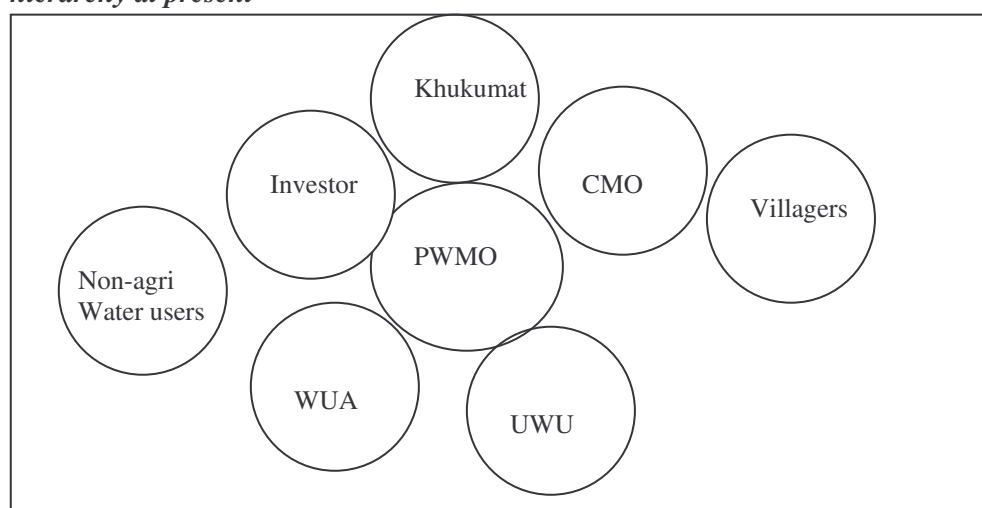 hierarchy at present
Khukumat
Investor
CMO
Villagers
PWMO
Non-agri
Water users
WUA
UWU